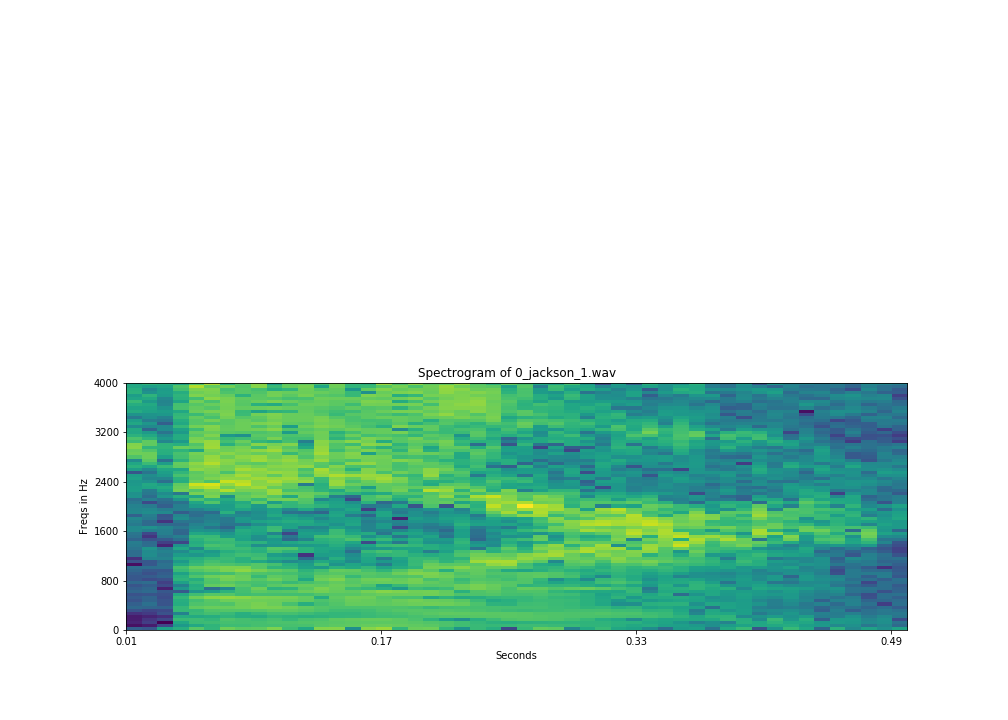 Spectrogram of 0_jackson_1.wav
4000
3200
2400
1600
800
0
Freqs in Hz
0.01 0.17 0.33 0.49
Seconds